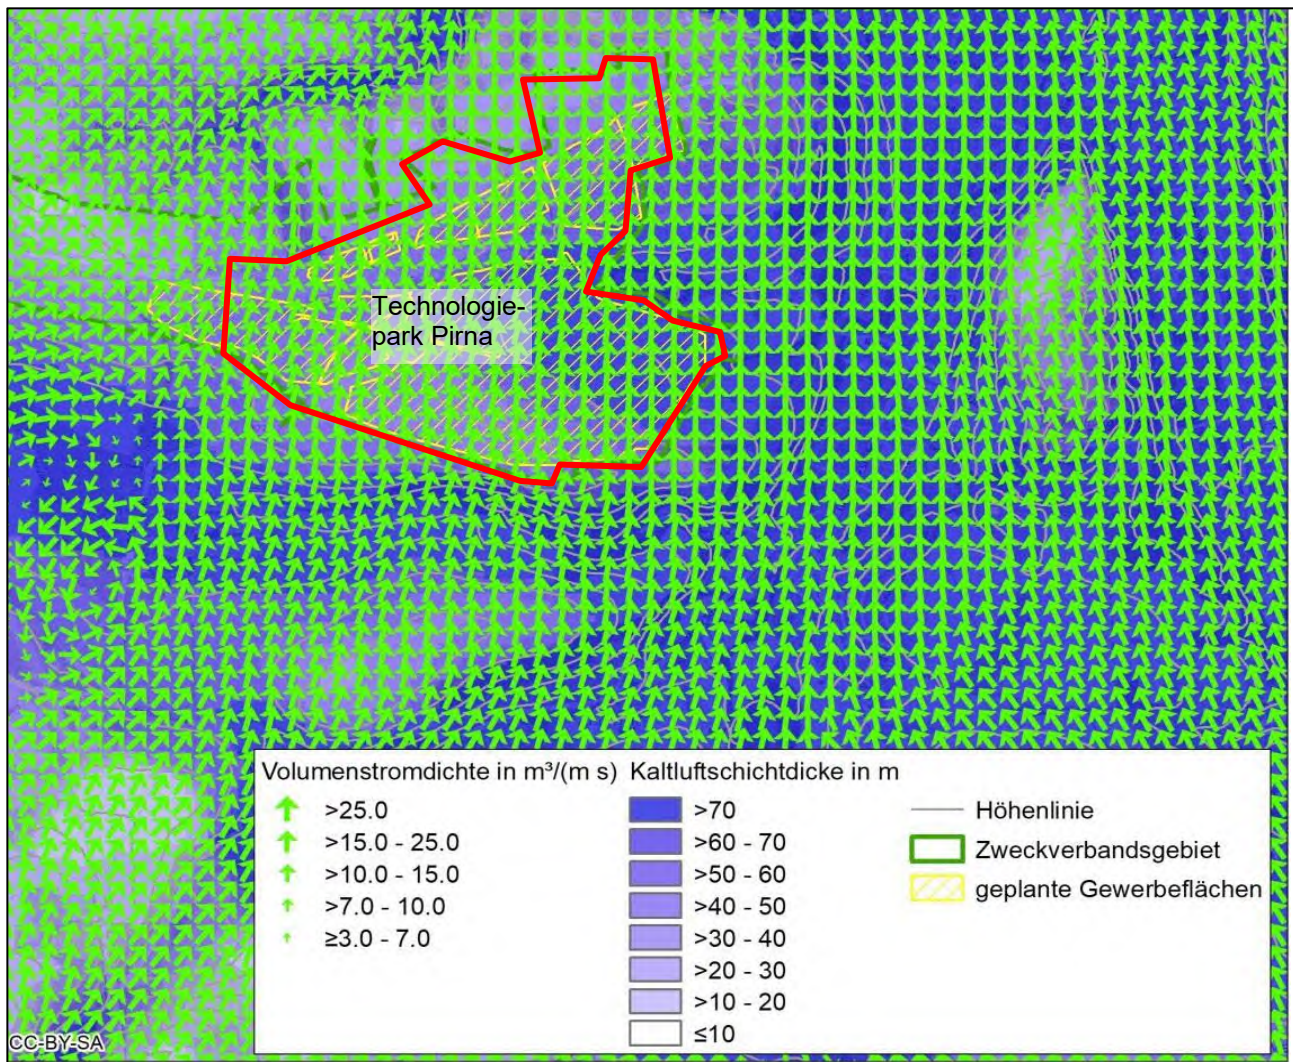 Technologie-
park Pirna
Volumenstromdichte in m³/(m s)
>25.0
>15.0 - 25.0
>10.0 - 15.0
>7.0 - 10.0
≥3.0 - 7.0
Kaltluftschichtdicke in m
>70
>60 - 70
>50 - 60
>40 - 50
>30 - 40
>20 - 30
>10 - 20
≤10
Höhenlinie
Zweckverbandsgebiet
geplante Gewerbeflächen
CC-BY-SA